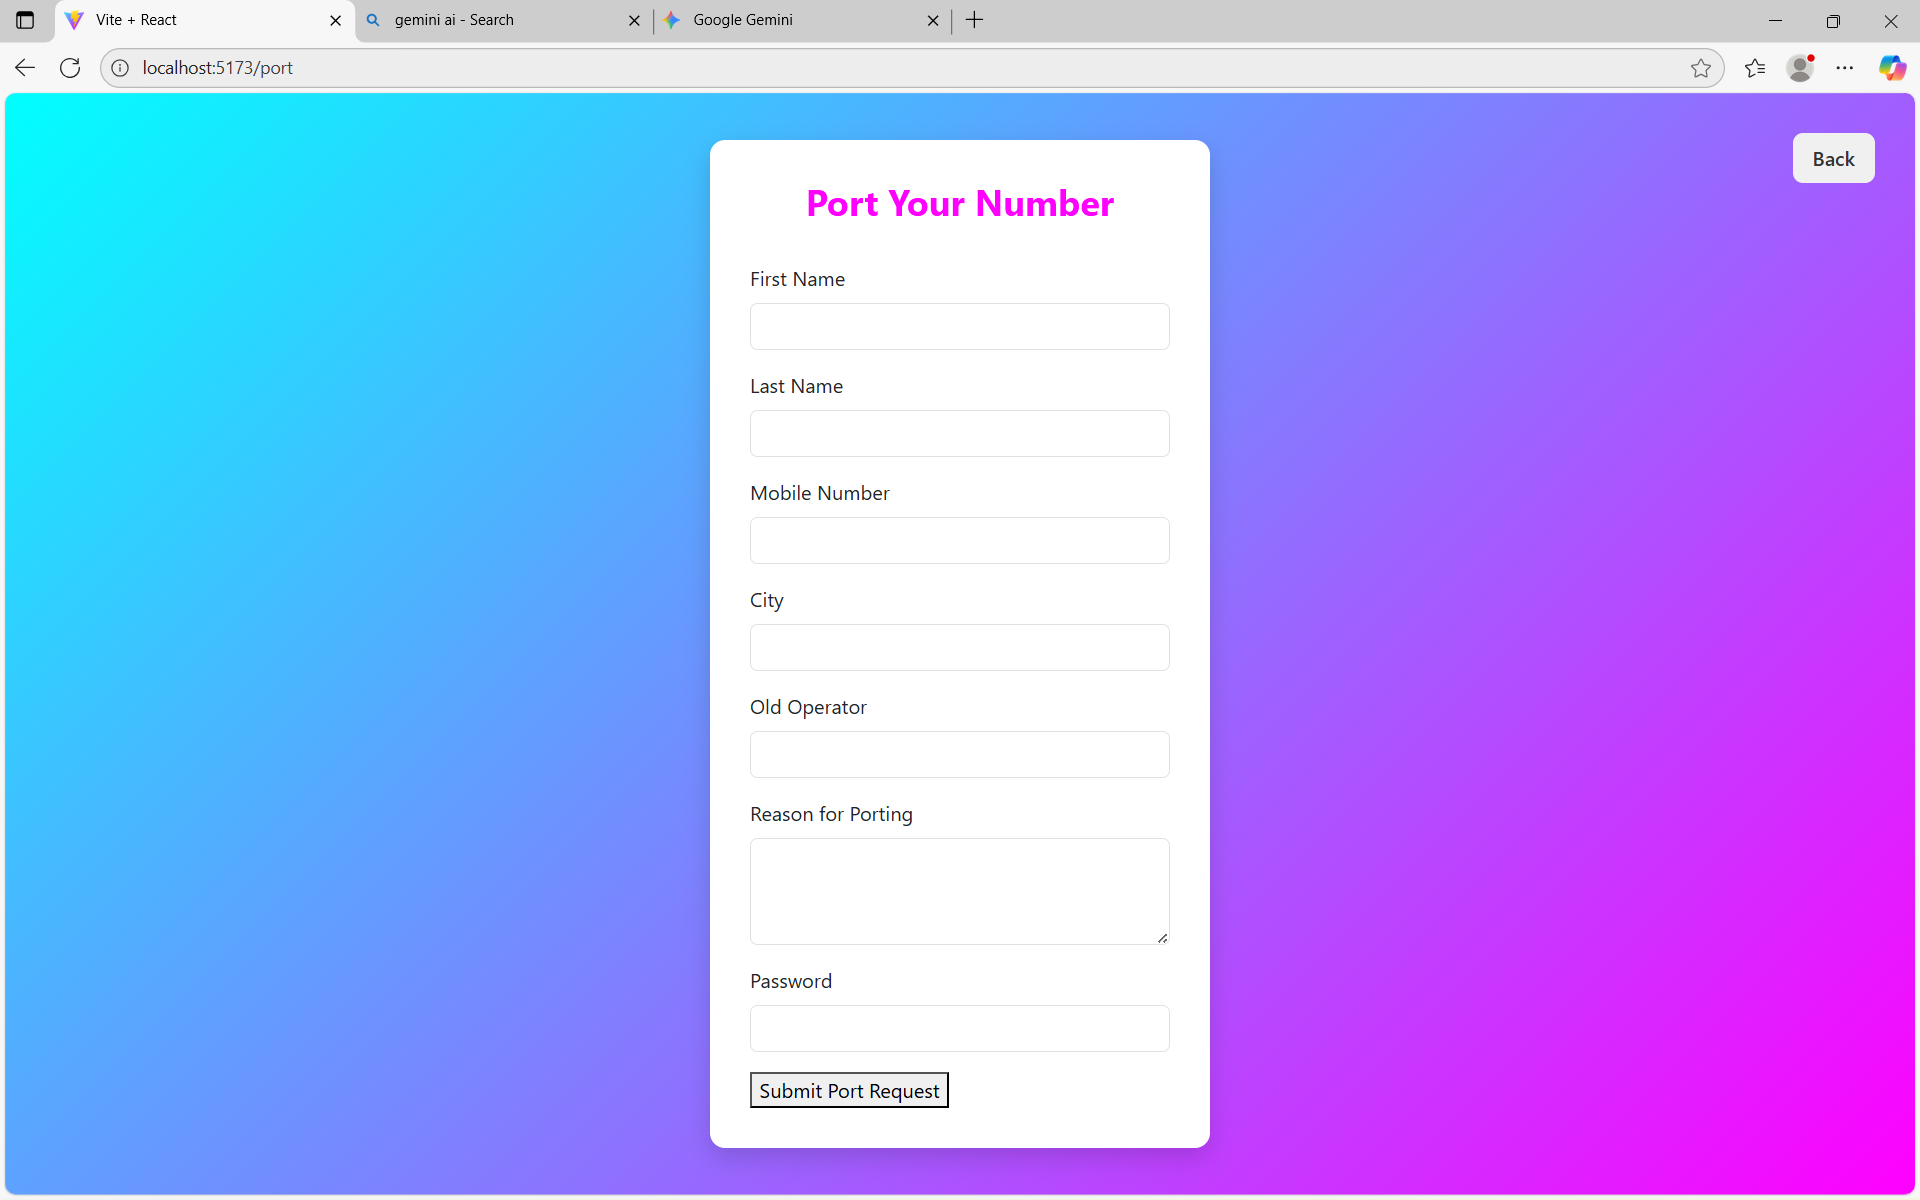 Vite + React
gemini ai - Search
Google Gemini
localhost:5173/port
Back
Port Your Number
First Name
Last Name
Mobile Number
City
Old Operator
Reason for Porting
Password
Submit Port Request